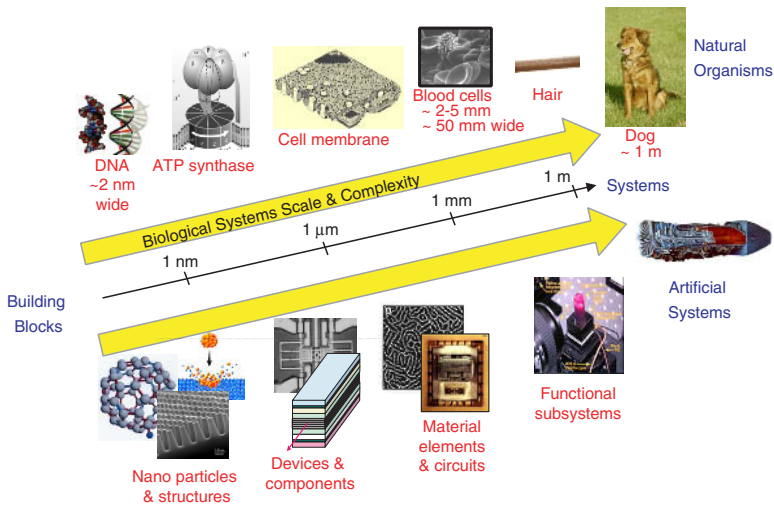 Natural
Organisms
DNA
~2 nm
wide
ATP synthase
Cell membrane
Blood cells
~ 2-5 mm
~ 50 mm wide
Hair
Dog
~ 1 m
Biological Systems Scale & Complexity
1 nm
1 μm
1 mm
1 m
Systems
Building
Blocks
Artificial
Systems
Nano particles
& structures
Devices &
components
Material
elements
& circuits
Functional
subsystems